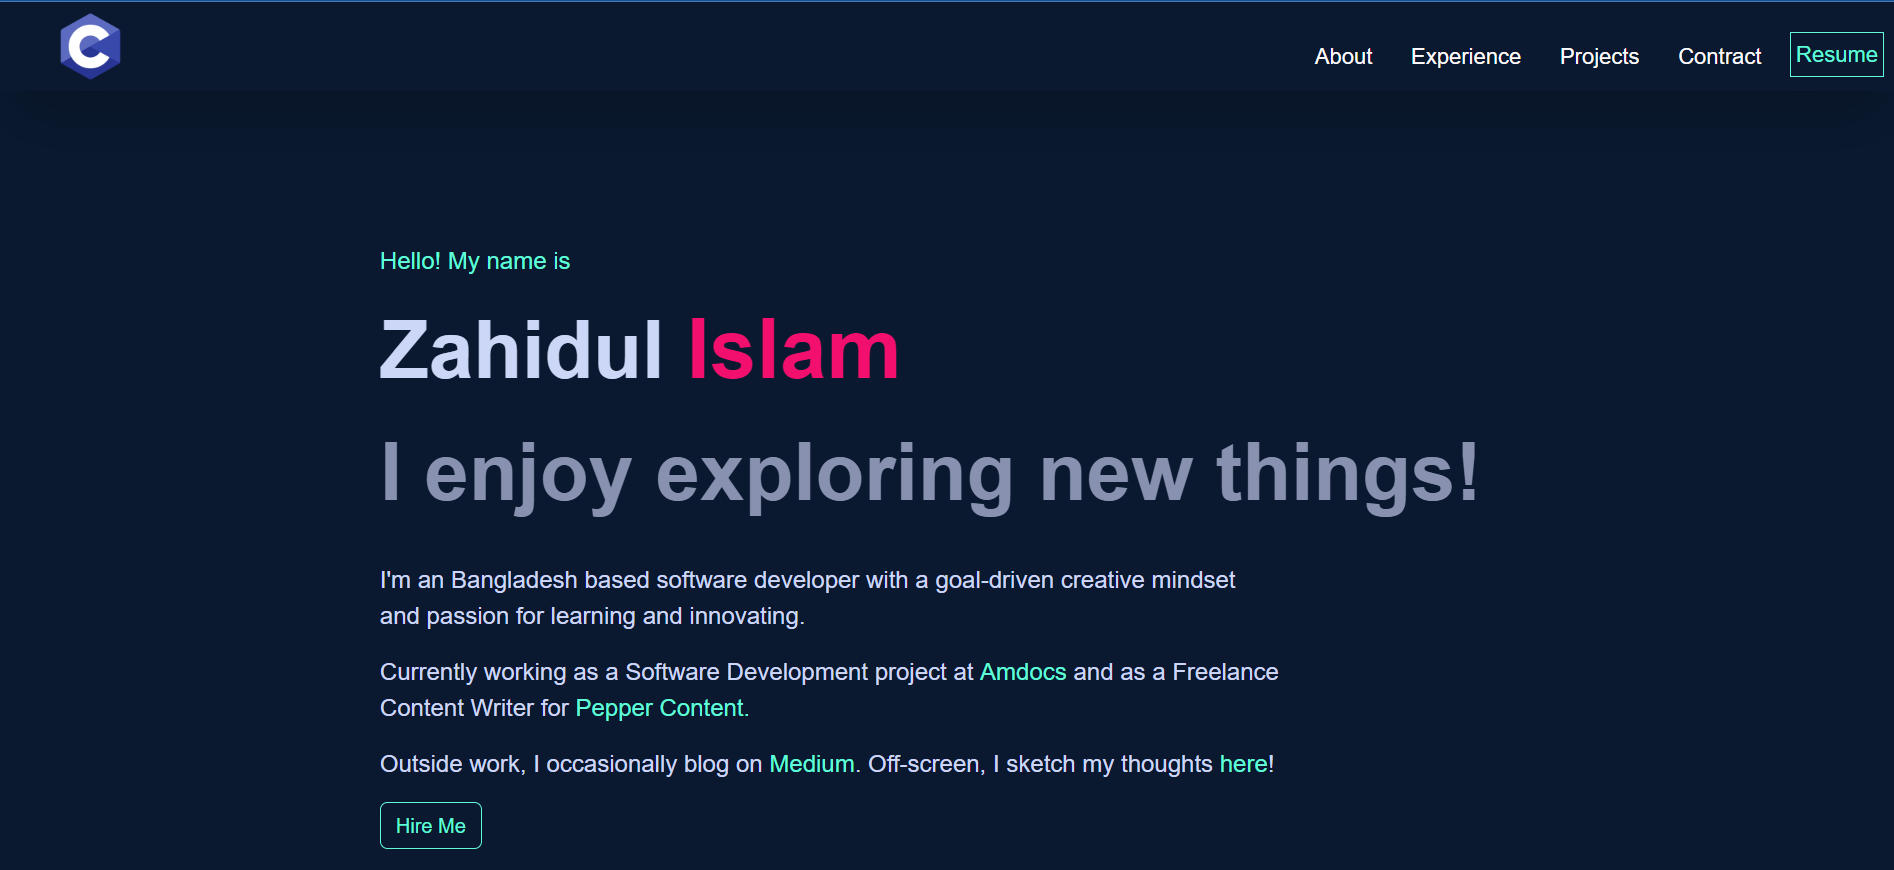 C
About Experience Projects Contract Resume
Hello! My name is
Zahidul Islam
I enjoy exploring new things!
I'm an Bangladesh based software developer with a goal-driven creative mindset
and passion for learning and innovating.
Currently working as a Software Development project at Amdocs and as a Freelance
Content Writer for Pepper Content.
Outside work, I occasionally blog on Medium. Off-screen, I sketch my thoughts here!
Hire Me